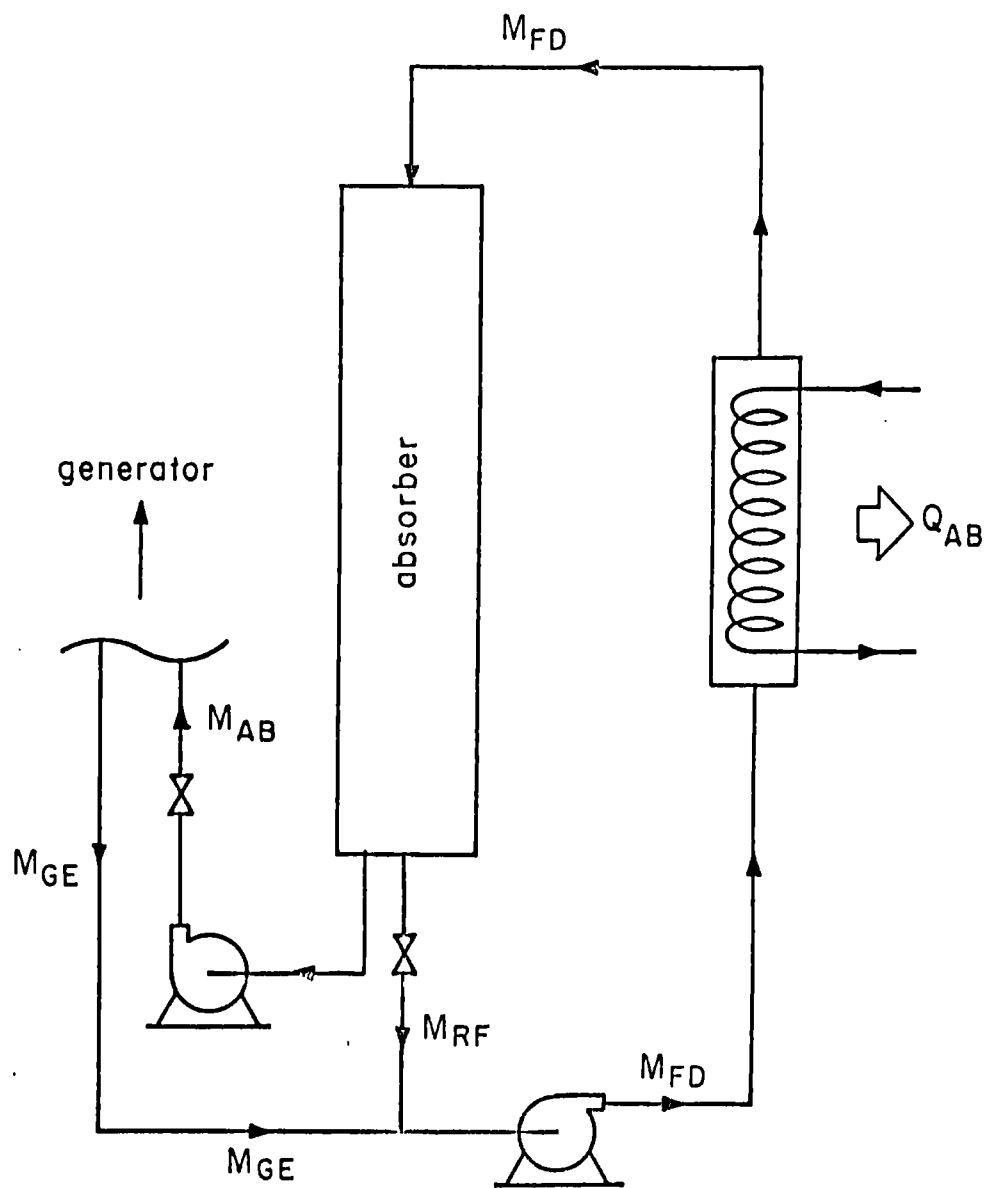 M_FD
absorber
generator
Q_AB
M_AB
M_GE
M_RF
M_FD
M_GE